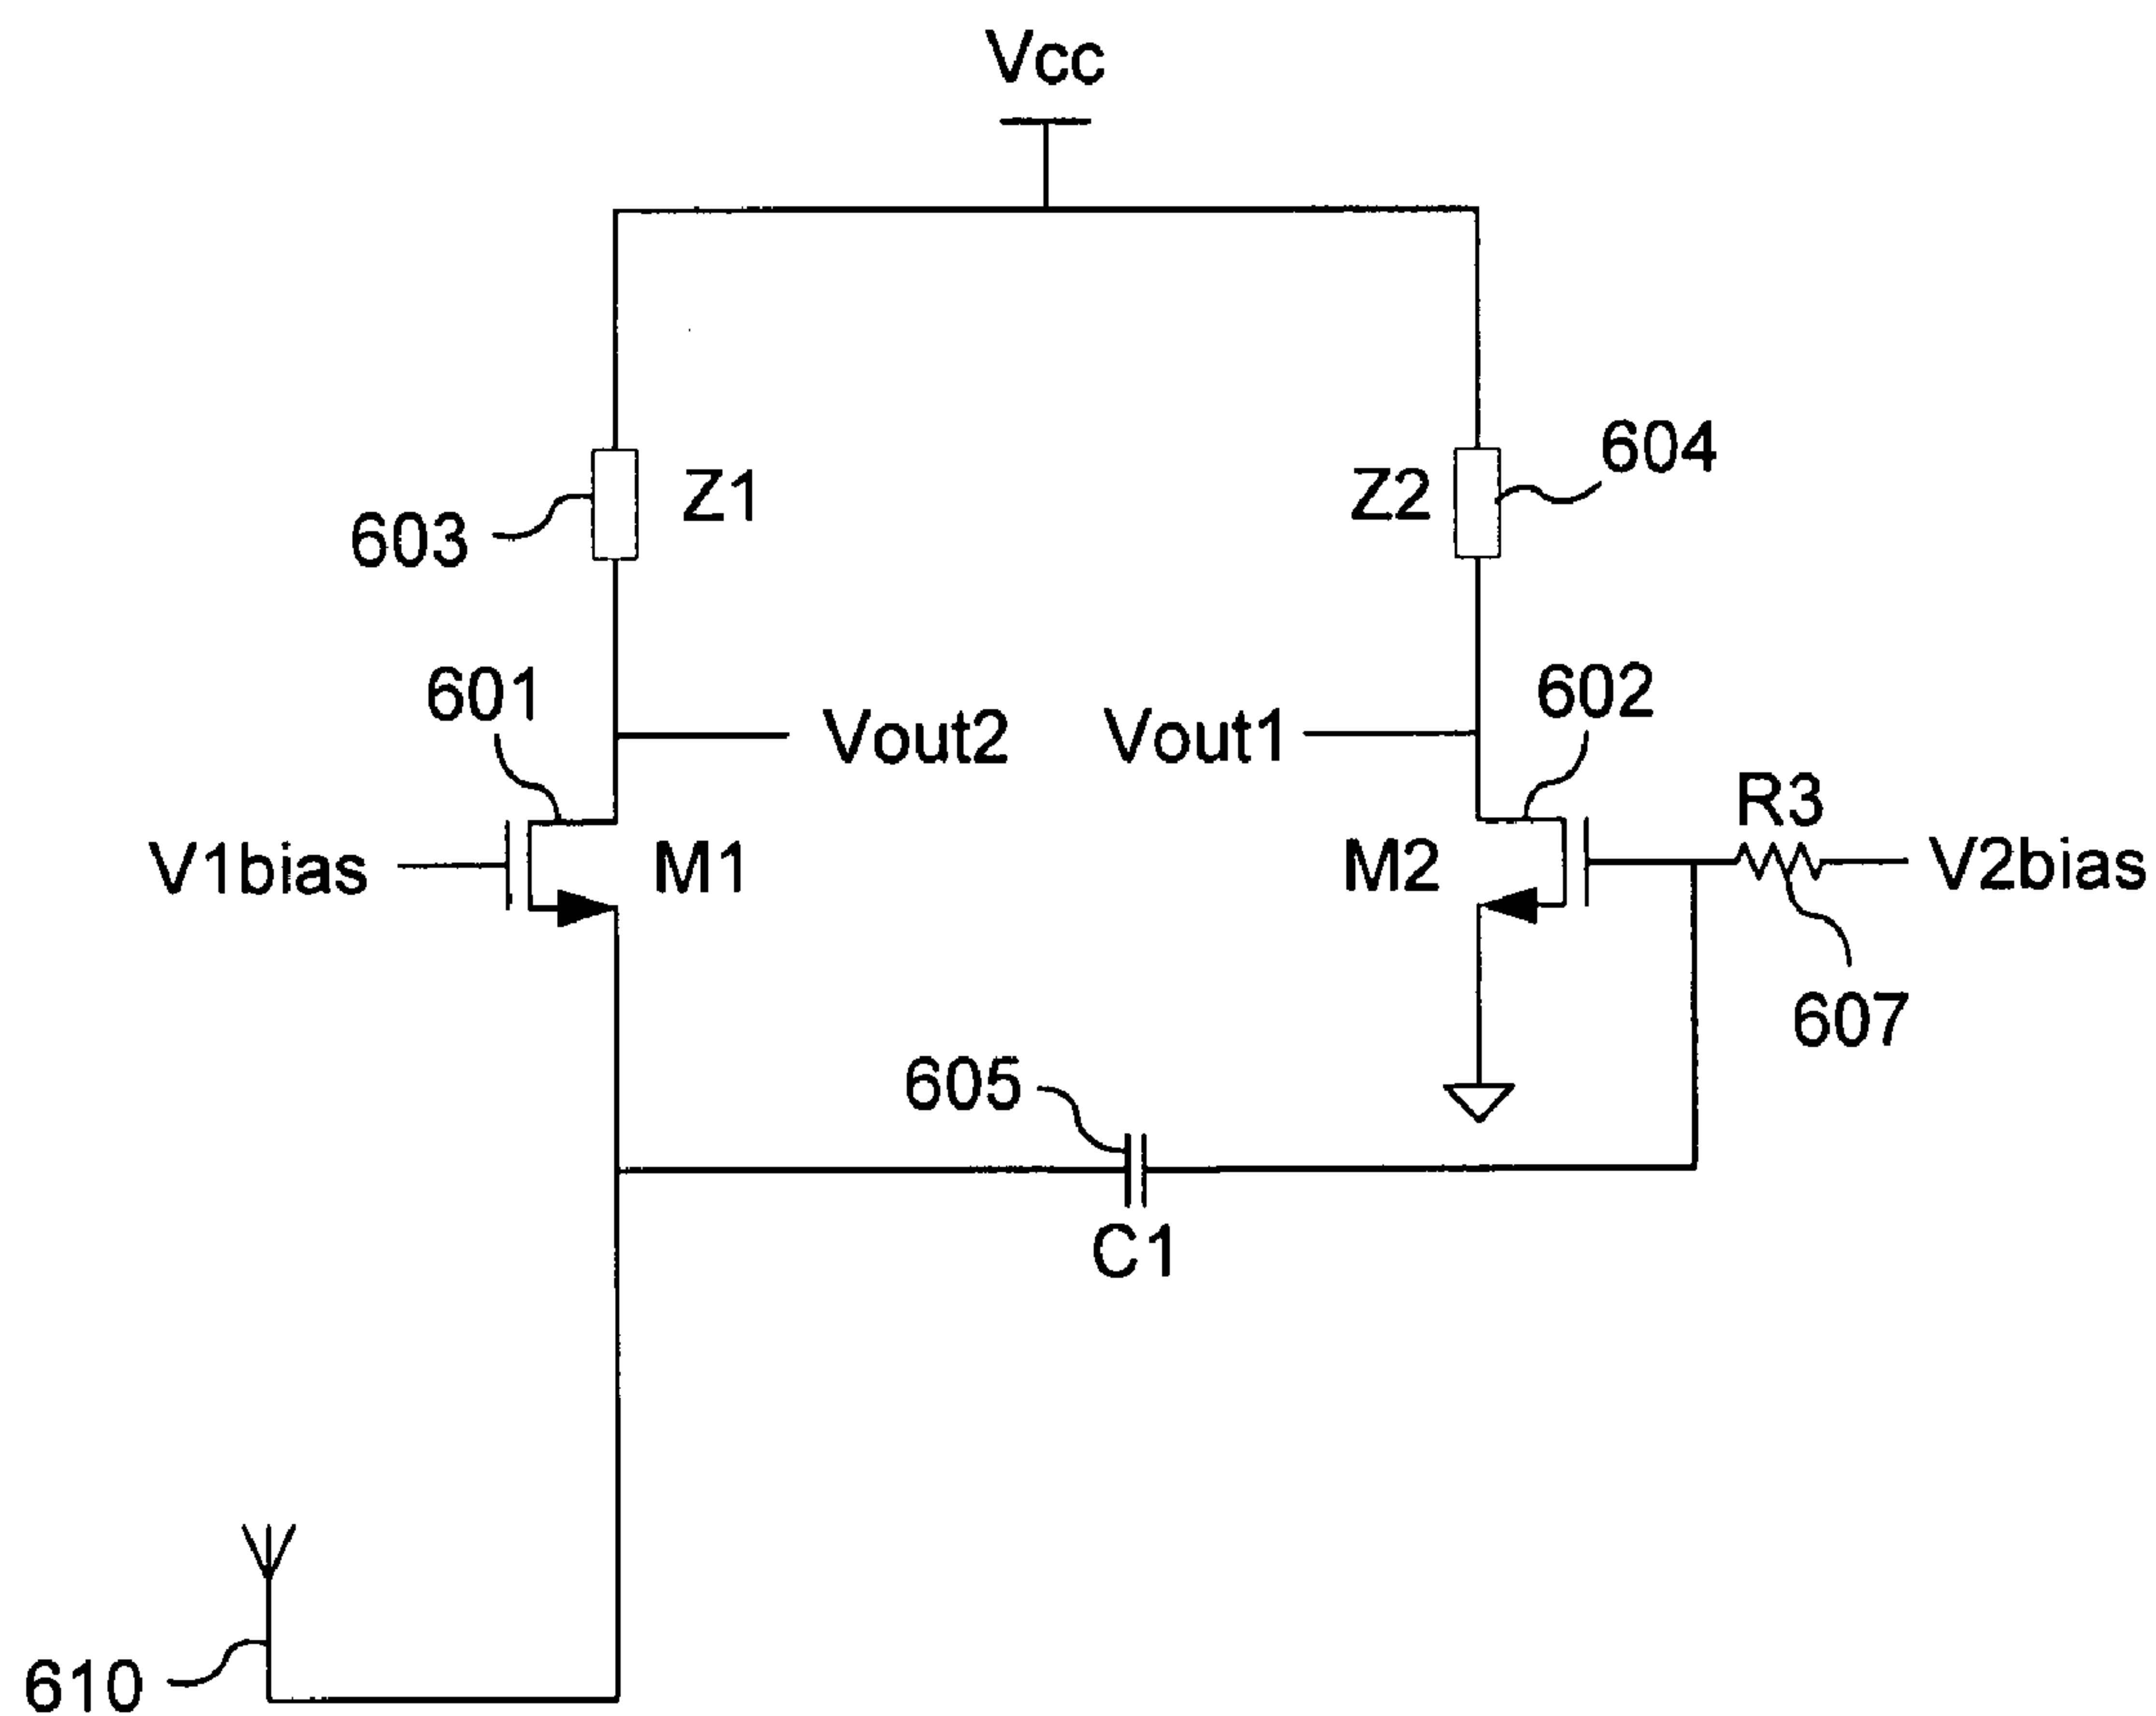 Vcc
604
Z1
Z2
603
601
602
Vout2
Vout1
R3
V1bias
M1
M2
V2bias
607
605
C1
610